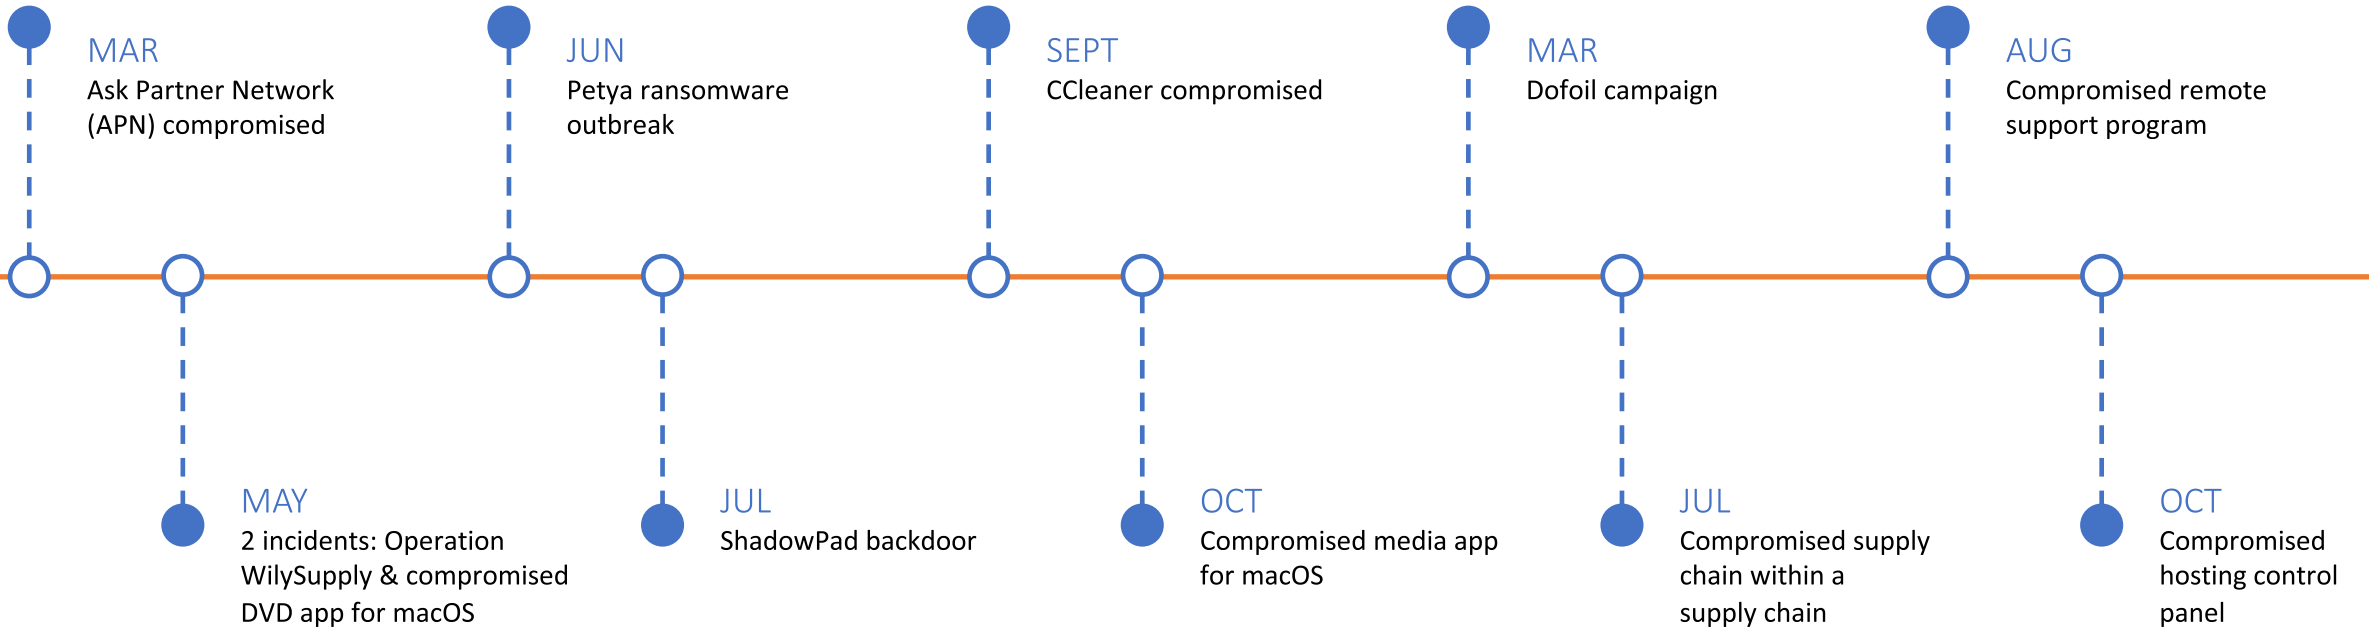 MAR
Ask Partner Network
(APN) compromised
MAY
2 incidents: Operation
WilySupply & compromised
DVD app for macOS
JUN
Petya ransomware
outbreak
JUL
ShadowPad backdoor
SEPT
CCleaner compromised
OCT
Compromised media app
for macOS
MAR
Dofoil campaign
JUL
Compromised supply
chain within a
supply chain
AUG
Compromised remote
support program
OCT
Compromised
hosting control
panel